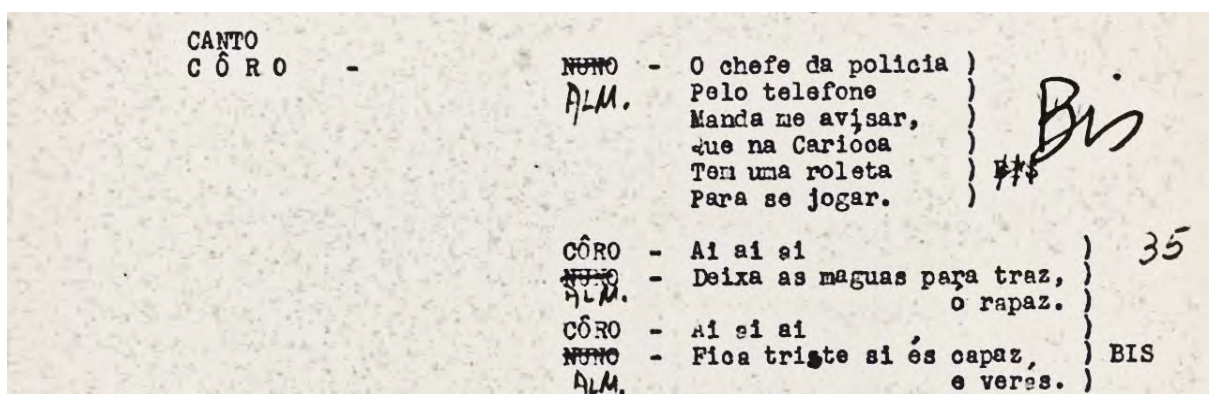 CANTO
CÔRO - NUNO - O chefe da policia )
ALM. Pelo telefone )
Manda me avisar, )
Que na Carióca )
Tem uma roleta ) BIS
Para se jogar. )
Bis
CÔRO - Ai ai ai )
35
NUNO - Deixa as maguas para traz, )
ALM. ó rapaz. )
CÔRO - Ai ai ai )
NUNO - Fica triste si és capaz, ) BIS
ALM. e verás. )